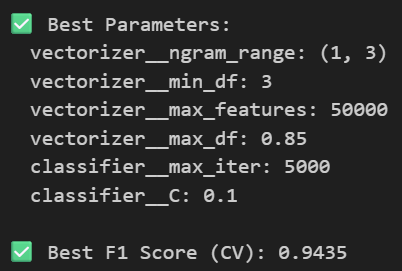 ✅ Best Parameters:
vectorizer__ngram_range: (1, 3)
vectorizer__min_df: 3
vectorizer__max_features: 50000
vectorizer__max_df: 0.85
classifier__max_iter: 5000
classifier__C: 0.1
✅ Best F1 Score (CV): 0.9435